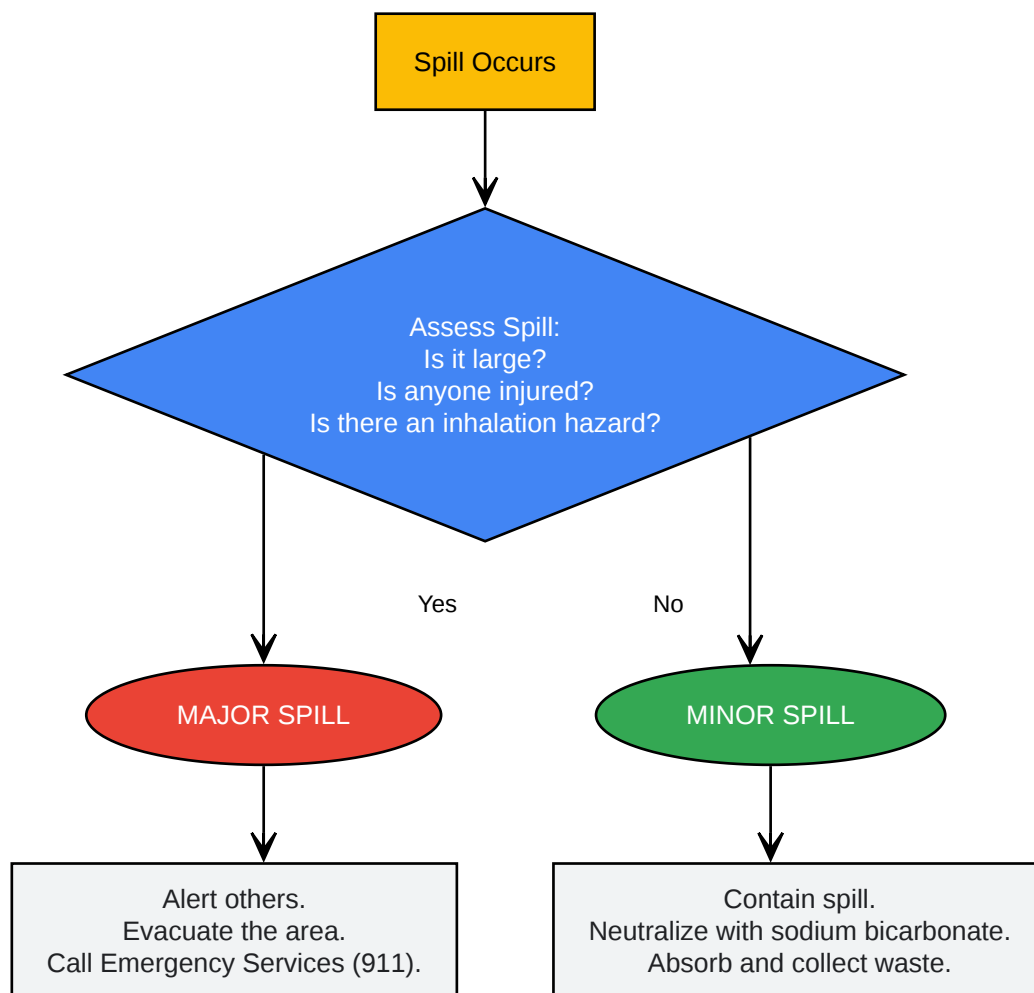 Spill Occurs
Assess Spill:
Is it large?
Is anyone injured?
Is there an inhalation hazard?
Yes
No
MAJOR SPILL
MINOR SPILL
Alert others.
Evacuate the area.
Call Emergency Services (911).
Contain spill.
Neutralize with sodium bicarbonate.
Absorb and collect waste.